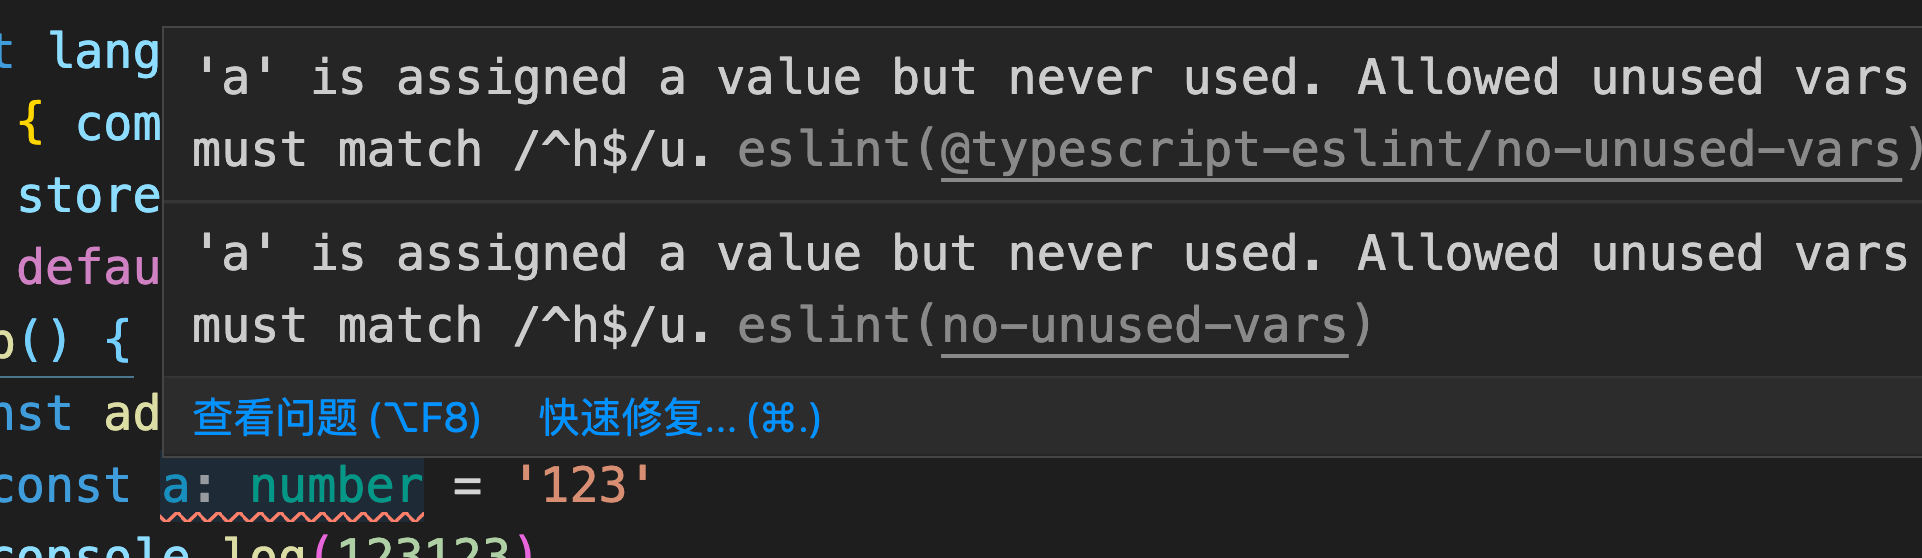 t lang
'a' is assigned a value but never used. Allowed unused vars
must match /^h$/u. eslint(@typescript-eslint/no-unused-vars)
{ com
store
'a' is assigned a value but never used. Allowed unused vars
must match /^h$/u. eslint(no-unused-vars)
defau
() {
查看问题 (⌥F8) 快速修复... (⌘.)
nst ad
const a: number = '123'
console.log(123123)